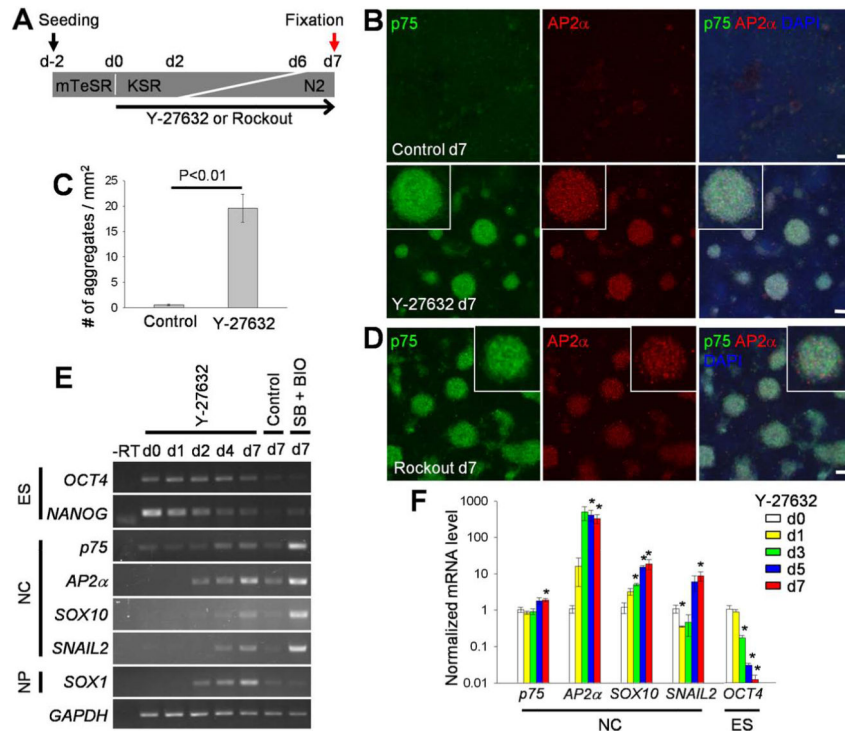 A
Seeding
Fixation
d-2 d0 d2 d6 d7
mTeSR KSR N2
Y-27632 or Rockout
B
p75
AP2α
p75 AP2α DAPI
Control d7
Y-27632 d7
C
P<0.01
# of aggregates / mm²
25
20
15
10
5
0
Control
Y-27632
D
p75
AP2α
p75 AP2α
DAPI
Rockout d7
E
Y-27632
Control
SB + BIO
-RT d0 d1 d2 d4 d7 d7 d7
ES
OCT4
NANOG
NC
p75
AP2α
SOX10
SNAIL2
NP
SOX1
GAPDH
F
Normalized mRNA level
1000
100
10
1
0.1
0.01
* * * * * * * * * * *
Y-27632
d0
d1
d3
d5
d7
p75 AP2α SOX10 SNAIL2 OCT4
NC
ES